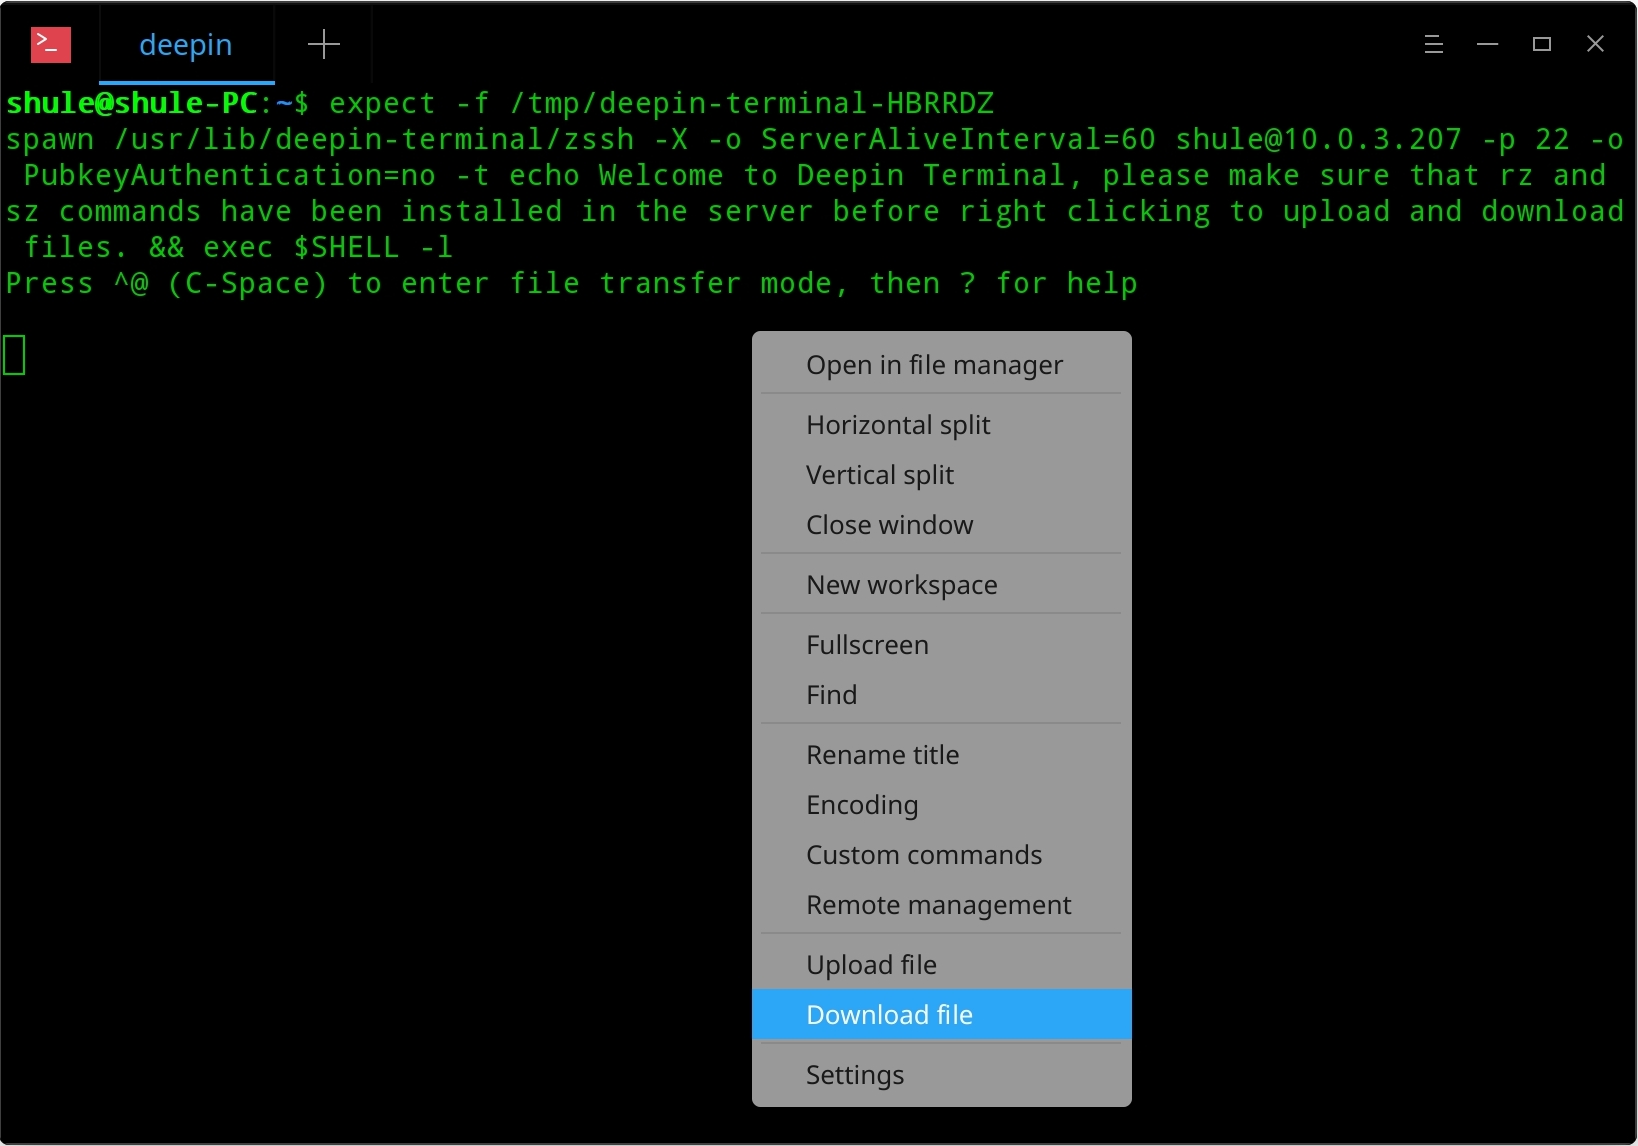 deepin
shule@shule-PC:~$ expect -f /tmp/deepin-terminal-HBRRDZ
spawn /usr/lib/deepin-terminal/zssh -X -o ServerAliveInterval=60 shule@10.0.3.207 -p 22 -o
 PubkeyAuthentication=no -t echo Welcome to Deepin Terminal, please make sure that rz and
sz commands have been installed in the server before right clicking to upload and download
 files. && exec $SHELL -l
Press ^@ (C-Space) to enter file transfer mode, then ? for help
Open in file manager
Horizontal split
Vertical split
Close window
New workspace
Fullscreen
Find
Rename title
Encoding
Custom commands
Remote management
Upload file
Download file
Settings